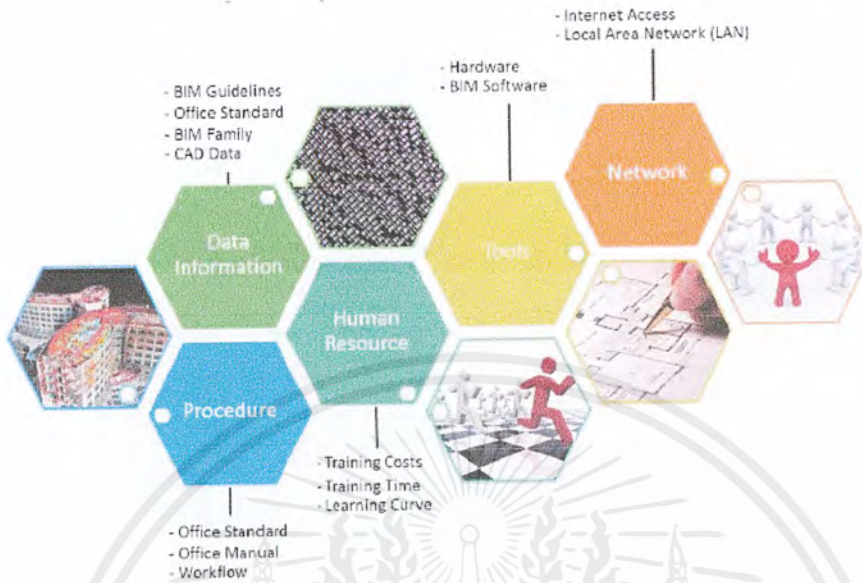 - Internet Access
- Local Area Network (LAN)
- Hardware
- BIM Software
- BIM Guidelines
- Office Standard
- BIM Family
- CAD Data
Network
Data
Information
Tools
Human
Resource
Procedure
- Training Costs
- Training Time
- Learning Curve
- Office Standard
- Office Manual
- Workflow